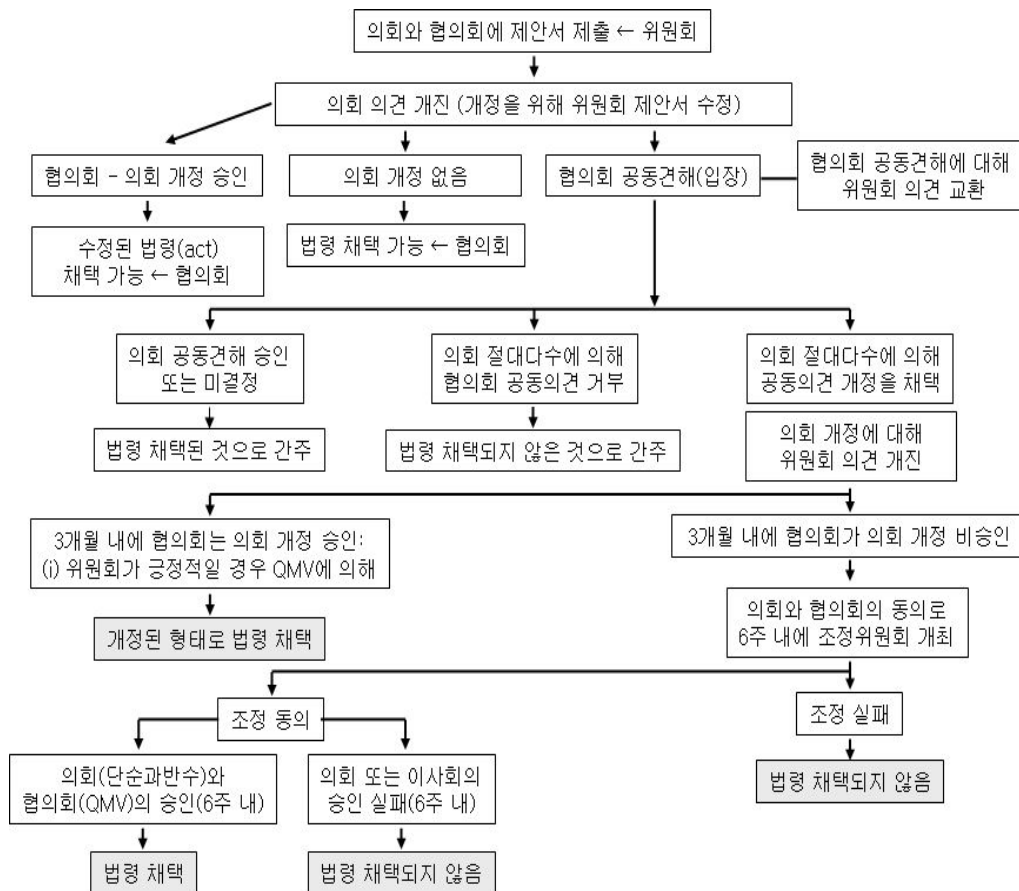 의회와 협의회에 제안서 제출 ← 위원회
의회 의견 개진 (개정을 위해 위원회 제안서 수정)
협의회 - 의회 개정 승인
의회 개정 없음
협의회 공동견해(입장)
협의회 공동견해에 대해
위원회 의견 교환
수정된 법령(act)
채택 가능 ← 협의회
법령 채택 가능 ← 협의회
의회 공동견해 승인
또는 미결정
의회 절대다수에 의해
협의회 공동의견 거부
의회 절대다수에 의해
공동의견 개정을 채택
법령 채택된 것으로 간주
법령 채택되지 않은 것으로 간주
의회 개정에 대해
위원회 의견 개진
3개월 내에 협의회는 의회 개정 승인:
(i) 위원회가 긍정적일 경우 QMV에 의해
3개월 내에 협의회가 의회 개정 비승인
개정된 형태로 법령 채택
의회와 협의회의 동의로
6주 내에 조정위원회 개최
조정 동의
조정 실패
의회(단순과반수)와
협의회(QMV)의 승인(6주 내)
의회 또는 이사회의
승인 실패(6주 내)
법령 채택되지 않음
법령 채택
법령 채택되지 않음